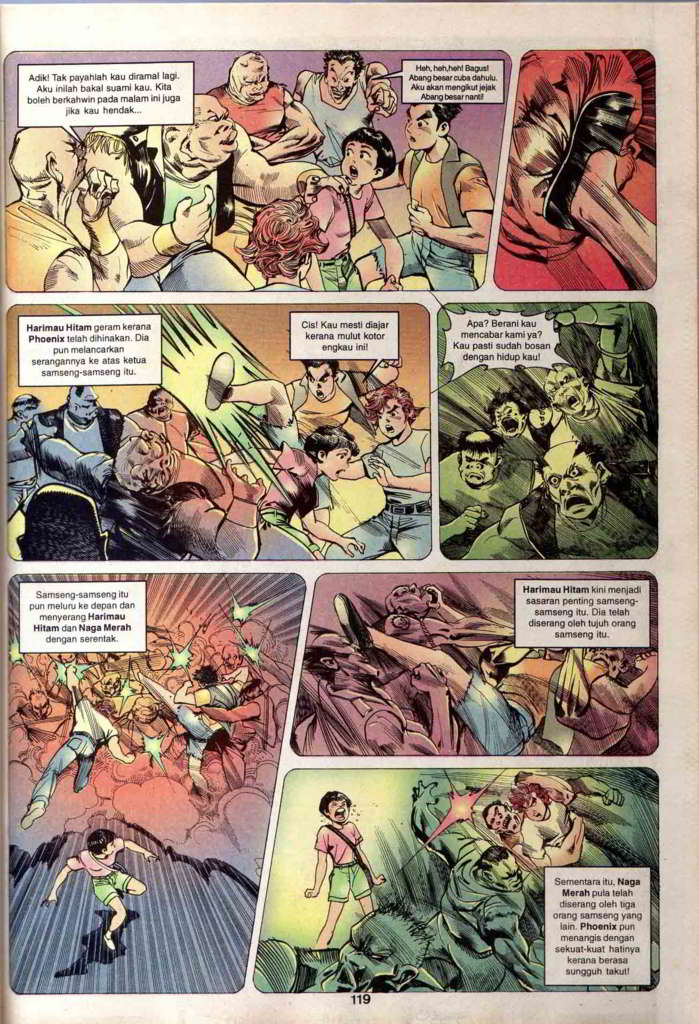 Adik! Tak payahlah kau diramal lagi.
Aku inilah bakal suami kau. Kita
boleh berkahwin pada malam ini juga
jika kau hendak...
Heh, heh,heh! Bagus!
Abang besar cuba dahulu.
Aku akan mengikut jejak
Abang besar nanti!
Harimau Hitam geram kerana
Phoenix telah dihinakan. Dia
pun melancarkan
serangannya ke atas ketua
samseng-samseng itu.
Cis! Kau mesti diajar
kerana mulut kotor
engkau ini!
Apa? Berani kau
mencabar kami ya?
Kau pasti sudah bosan
dengan hidup kau!
Samseng-samseng itu
pun meluru ke depan dan
menyerang Harimau
Hitam dan Naga Merah
dengan serentak.
Harimau Hitam kini menjadi
sasaran penting samseng-
samseng itu. Dia telah
diserang oleh tujuh orang
samseng itu.
Sementara itu, Naga
Merah pula telah
diserang oleh tiga
orang samseng yang
lain. Phoenix pun
menangis dengan
sekuat-kuat hatinya
kerana berasa
sungguh takut!
119